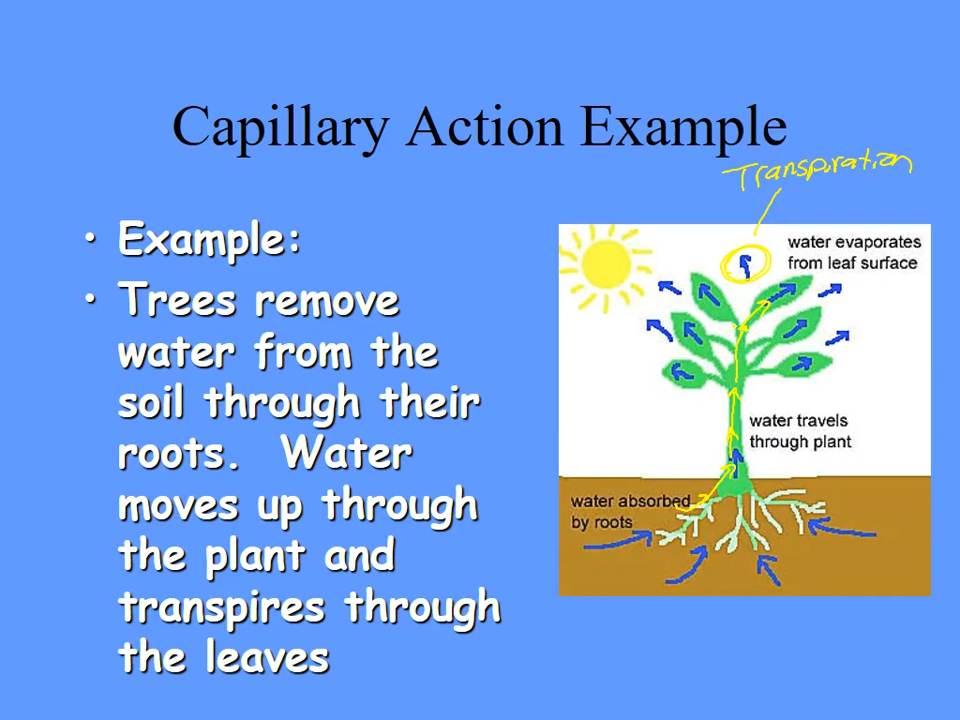 Capillary Action Example
Transpiration
• Example:
• Trees remove
water from the
soil through their
roots. Water
moves up through
the plant and
transpires through
the leaves
water evaporates
from leaf surface
water travels
through plant
water absorbed
by roots